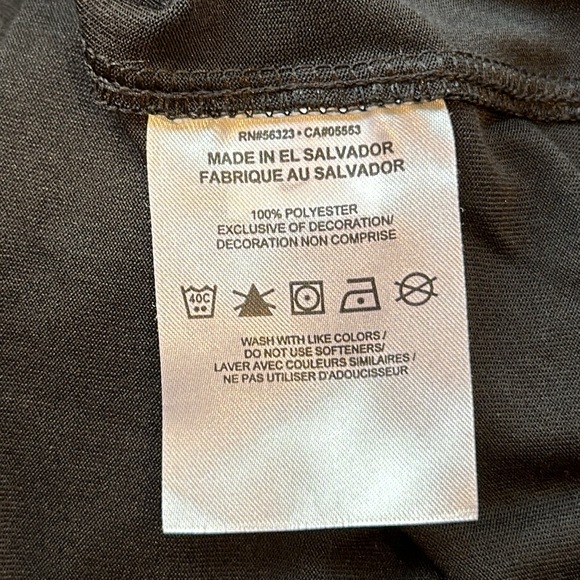 RN#56323 • CA#05553
MADE IN EL SALVADOR
FABRIQUE AU SALVADOR
100% POLYESTER
EXCLUSIVE OF DECORATION/
DECORATION NON COMPRISE
40C
WASH WITH LIKE COLORS /
DO NOT USE SOFTENERS/
LAVER AVEC COULEURS SIMILAIRES /
NE PAS UTILISER D'ADOUCISSEUR